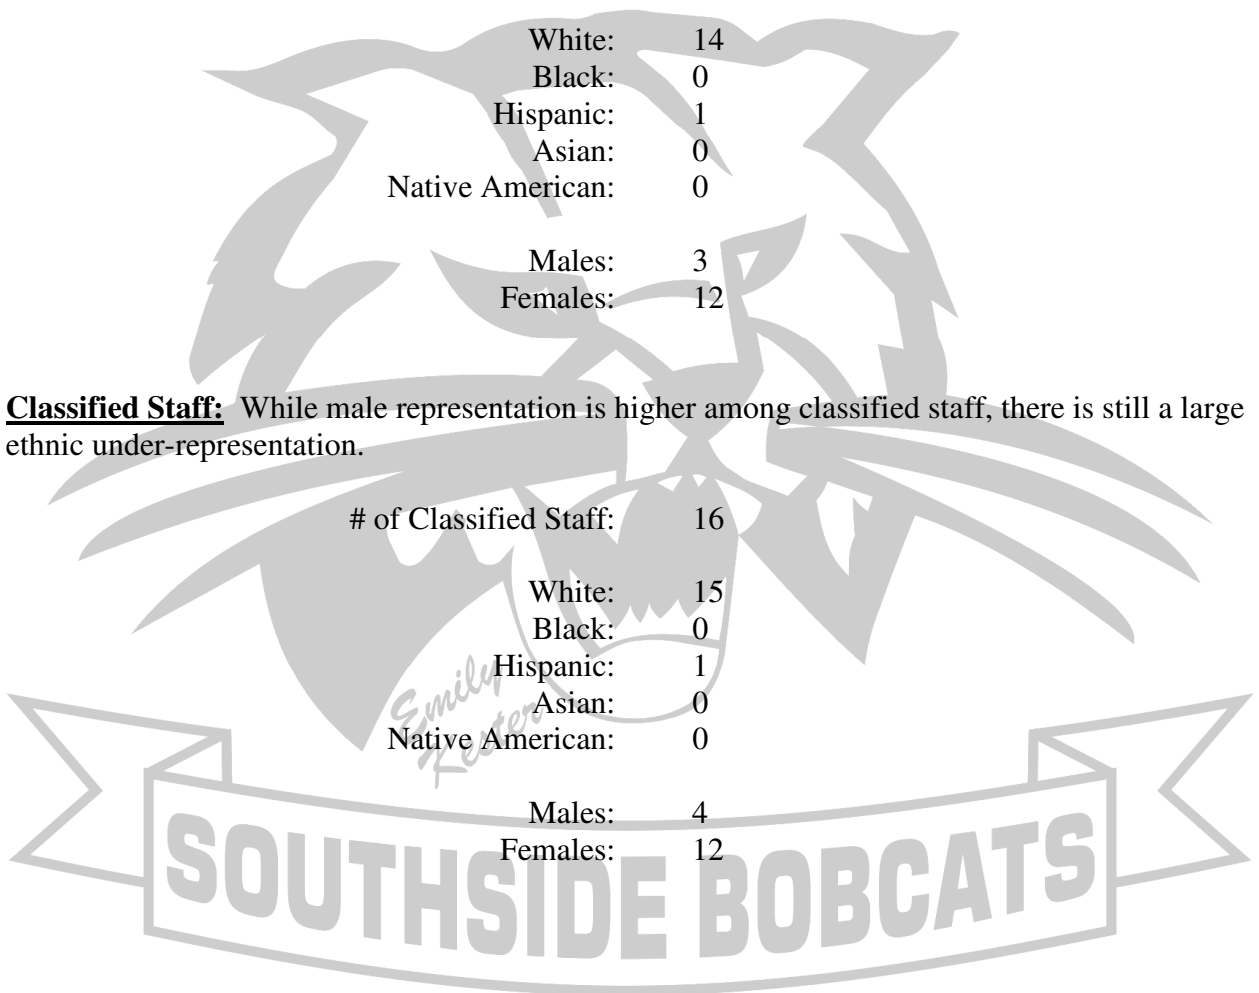 White: 14
Black: 0
Hispanic: 1
Asian: 0
Native American: 0
Males: 3
Females: 12
Classified Staff: While male representation is higher among classified staff, there is still a large
ethnic under-representation.
# of Classified Staff: 16
White: 15
Black: 0
Hispanic: 1
Asian: 0
Native American: 0
Emily
Kester
Males: 4
Females: 12
SOUTHSIDE BOBCATS